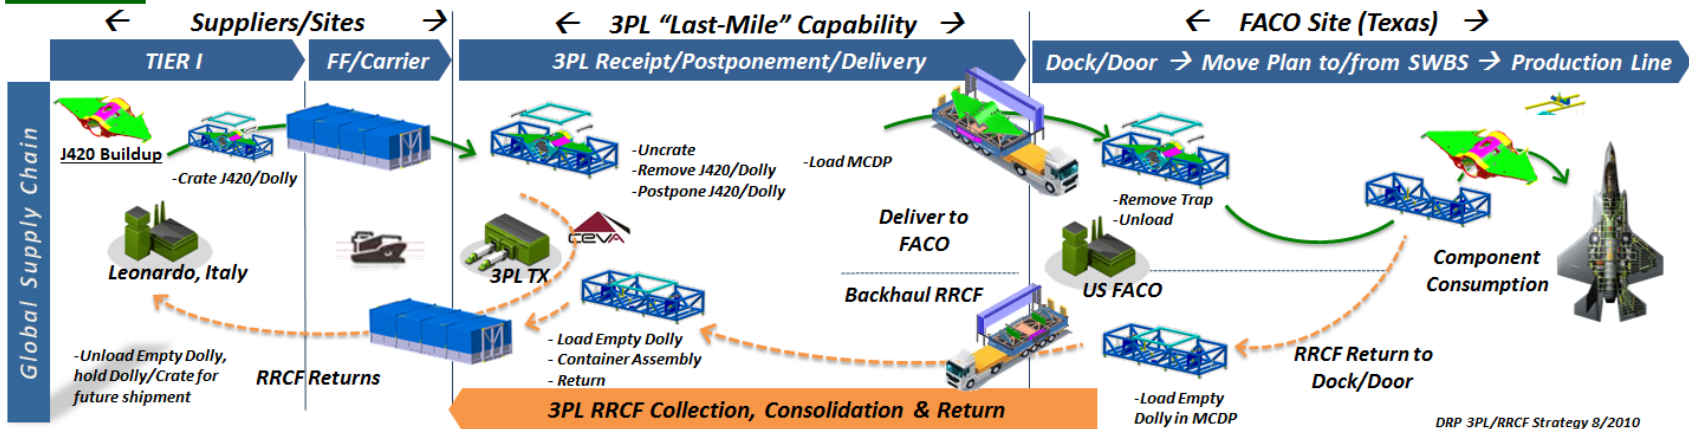 ← Suppliers/Sites →
← 3PL “Last-Mile” Capability →
← FACO Site (Texas) →
TIER I
FF/Carrier
3PL Receipt/Postponement/Delivery
Dock/Door → Move Plan to/from SWBS → Production Line
Global Supply Chain
J420 Buildup
-Crate J420/Dolly
-Uncrate
-Remove J420/Dolly
-Postpone J420/Dolly
-Load MCDP
-Remove Trap
-Unload
Deliver to
FACO
Leonardo, Italy
3PL TX
CEVA
Backhaul RRCF
US FACO
Component
Consumption
-Unload Empty Dolly,
hold Dolly/Crate for
future shipment
RRCF Returns
- Load Empty Dolly
- Container Assembly
- Return
RRCF Return to
Dock/Door
-Load Empty
Dolly in MCDP
3PL RRCF Collection, Consolidation & Return
DRP 3PL/RRCF Strategy 8/2010